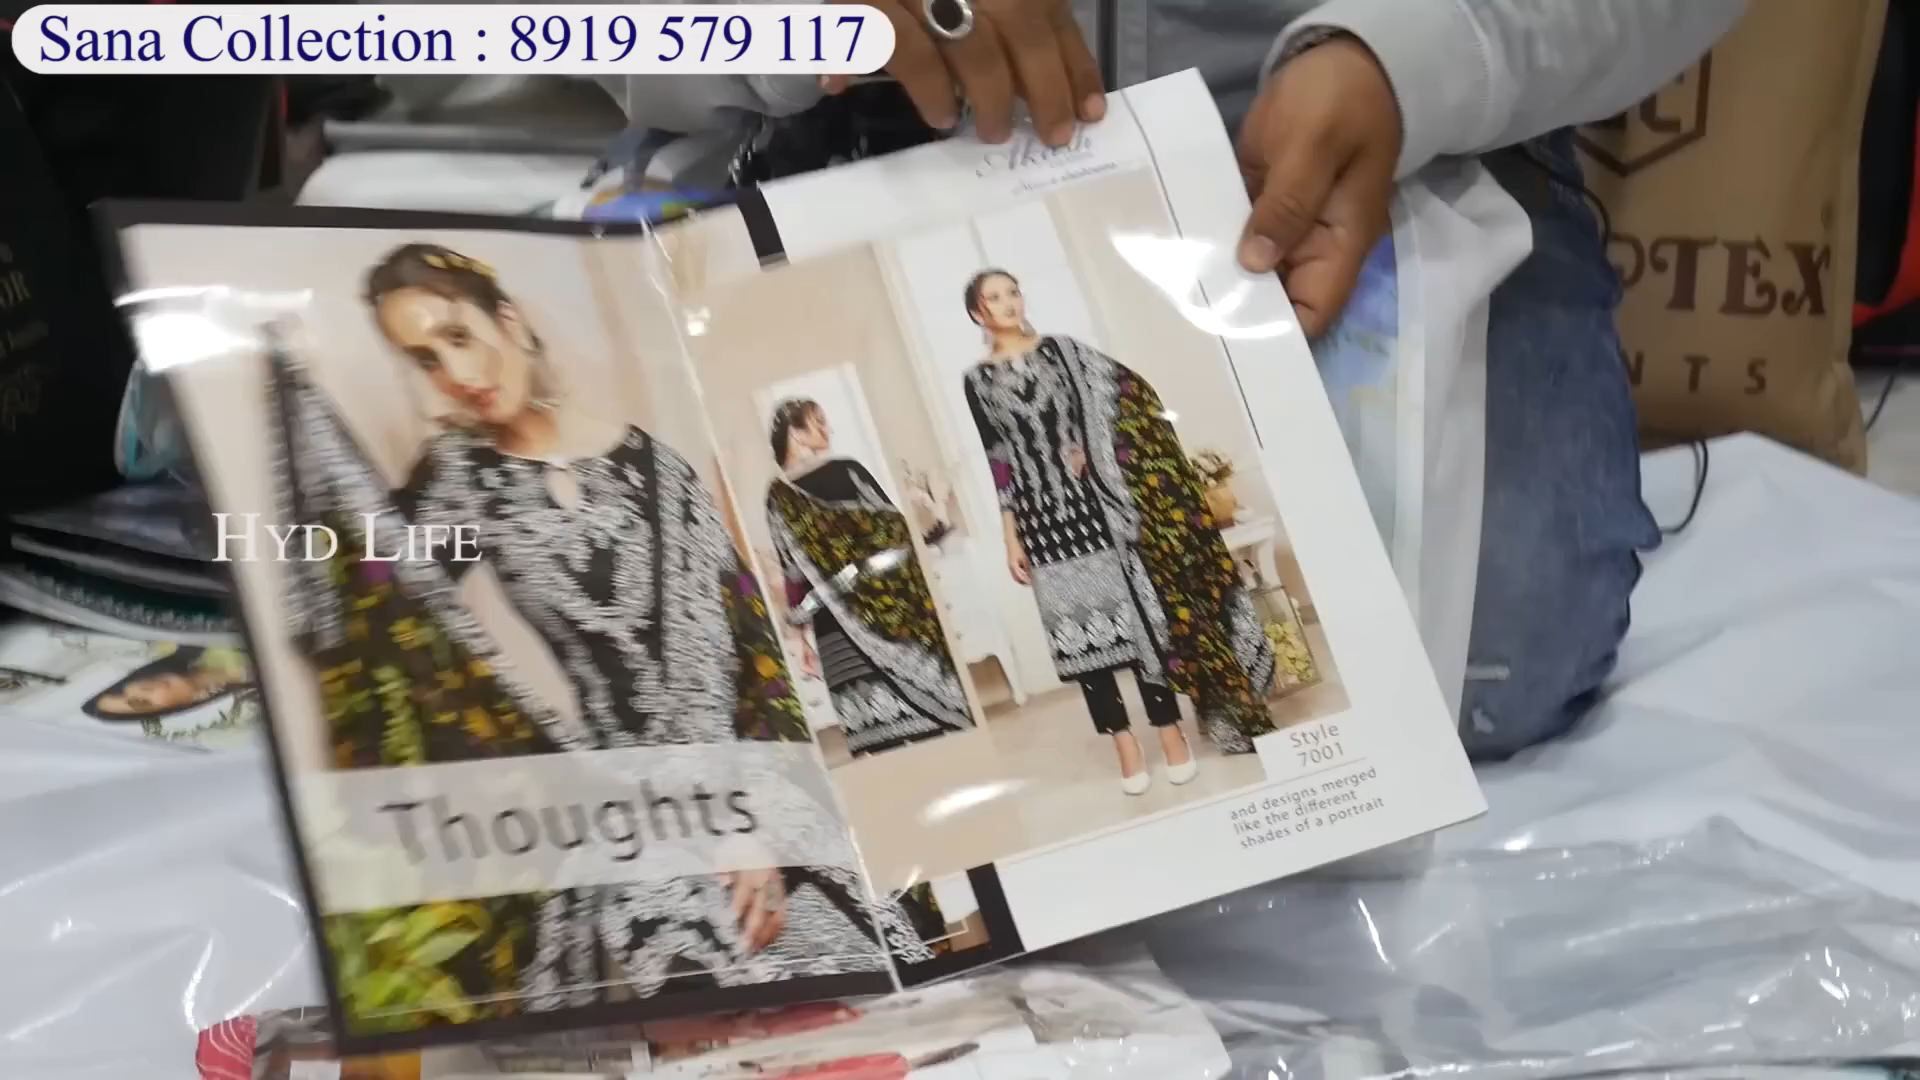 Sana Collection : 8919 579 117
HYD LIFE
Thoughts
Style
7001
and designs merged
like the different
shades of a portrait
PTEX
NTS